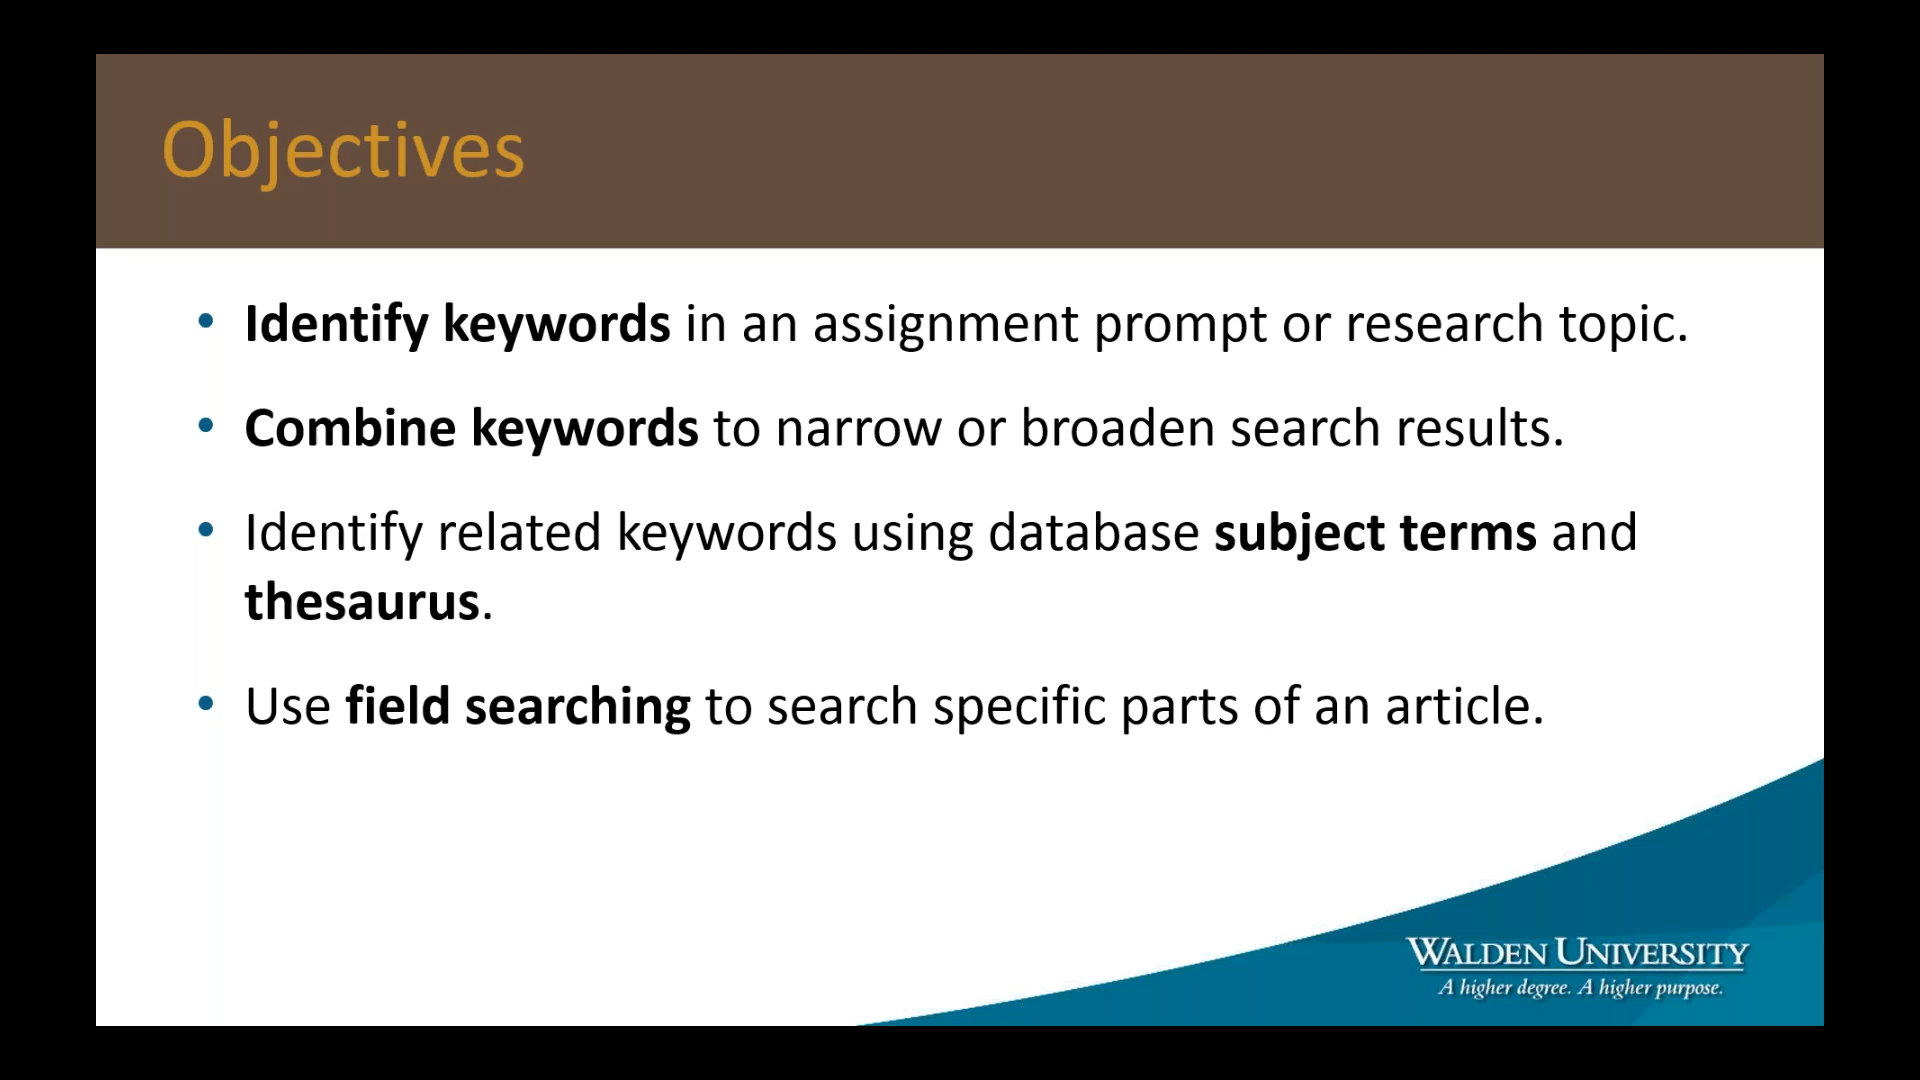 Objectives
• Identify keywords in an assignment prompt or research topic.
• Combine keywords to narrow or broaden search results.
• Identify related keywords using database subject terms and
thesaurus.
• Use field searching to search specific parts of an article.
WALDEN UNIVERSITY
A higher degree. A higher purpose.